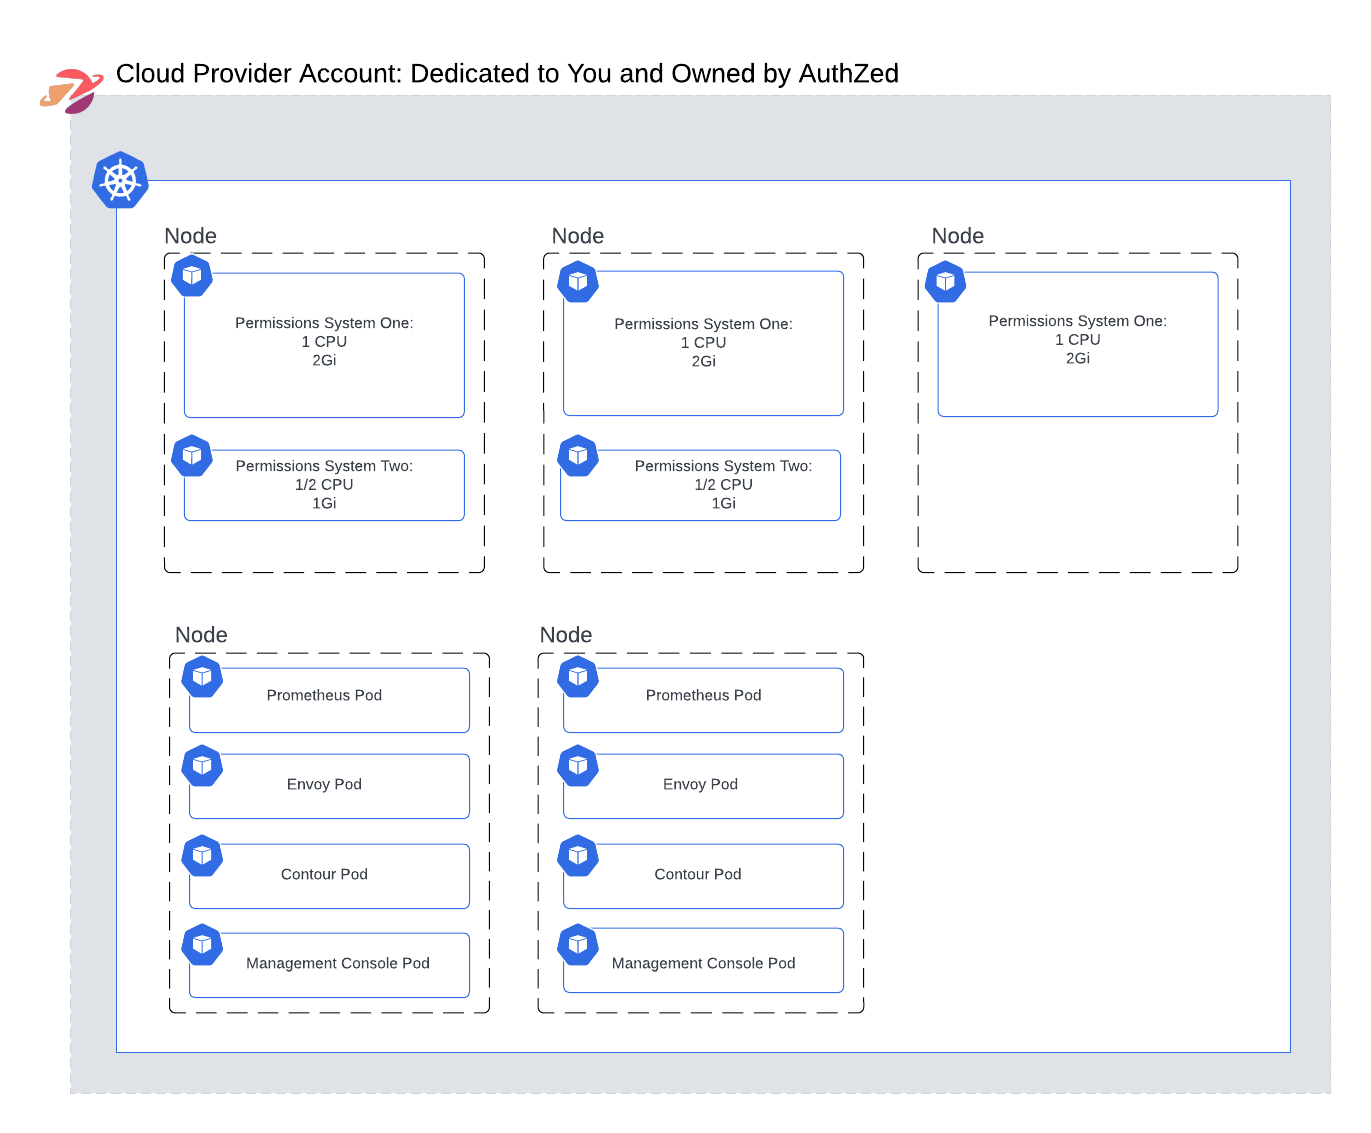 Cloud Provider Account: Dedicated to You and Owned by AuthZed
Node
Permissions System One:
1 CPU
2Gi
Permissions System Two:
1/2 CPU
1Gi
Node
Permissions System One:
1 CPU
2Gi
Permissions System Two:
1/2 CPU
1Gi
Node
Permissions System One:
1 CPU
2Gi
Node
Prometheus Pod
Envoy Pod
Contour Pod
Management Console Pod
Node
Prometheus Pod
Envoy Pod
Contour Pod
Management Console Pod